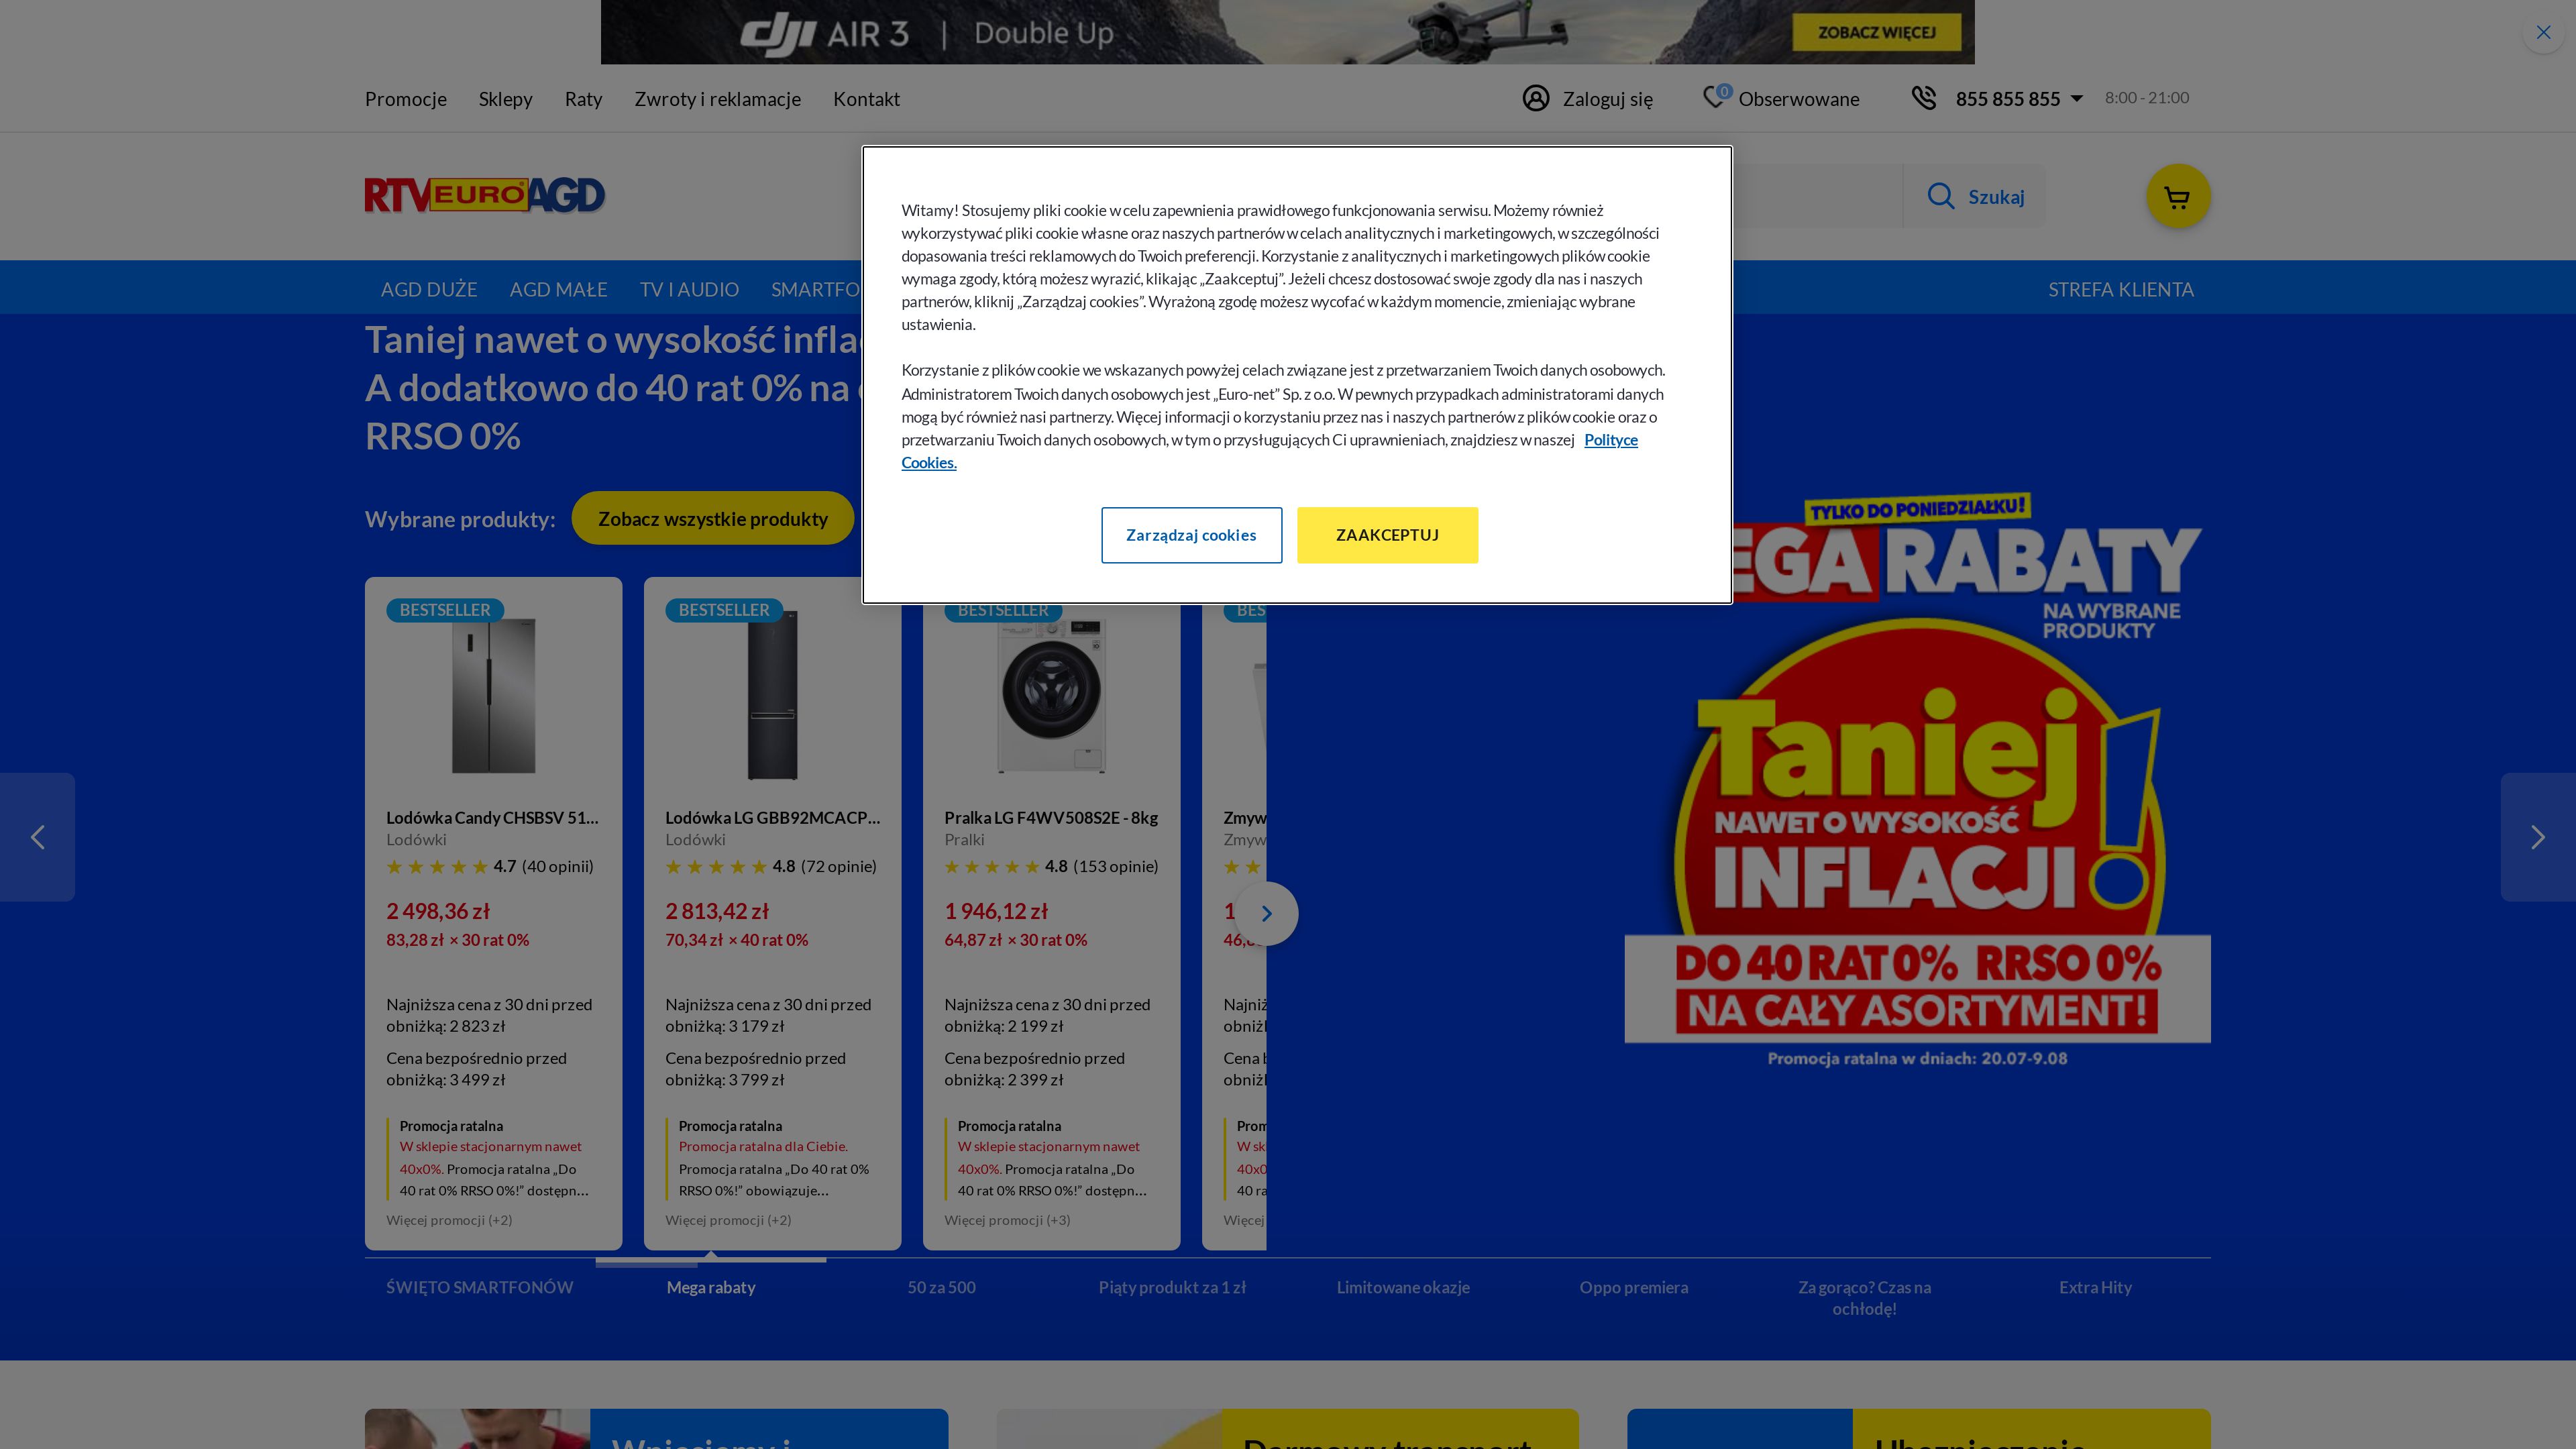 dji AIR 3 | Double Up
ZOBACZ WIĘCEJ
Promocje
Sklepy
Raty
Zwroty i reklamacje
Kontakt
Zaloguj się
0
Obserwowane
855 855 855
8:00 - 21:00
RTV EURO AGD
Szukaj
AGD DUŻE
AGD MAŁE
TV I AUDIO
STREFA KLIENTA
Witamy! Stosujemy pliki cookie w celu zapewnienia prawidłowego funkcjonowania serwisu. Możemy również
wykorzystywać pliki cookie własne oraz naszych partnerów w celach analitycznych i marketingowych, w szczególności
dopasowania treści reklamowych do Twoich preferencji. Korzystanie z analitycznych i marketingowych plików cookie
wymaga zgody, którą możesz wyrazić, klikając „Zaakceptuj”. Jeżeli chcesz dostosować swoje zgody dla nas i naszych
partnerów, kliknij „Zarządzaj cookies”. Wyrażoną zgodę możesz wycofać w każdym momencie, zmieniając wybrane
ustawienia.
Korzystanie z plików cookie we wskazanych powyżej celach związane jest z przetwarzaniem Twoich danych osobowych.
Administratorem Twoich danych osobowych jest „Euro-net” Sp. z o.o. W pewnych przypadkach administratorami danych
mogą być również nasi partnerzy. Więcej informacji o korzystaniu przez nas i naszych partnerów z plików cookie oraz o
przetwarzaniu Twoich danych osobowych, w tym o przysługujących Ci uprawnieniach, znajdziesz w naszej Polityce
Cookies.
Zarządzaj cookies
ZAAKCEPTUJ
Taniej nawet o wysokość
A dodatkowo do 40 rat 0% na
RRSO 0%
Wybrane produkty:
Zobacz wszystkie produkty
BESTSELLER
Lodówka Candy CHSBSV 51...
Lodówki
4.7 (40 opinii)
2 498,36 zł
83,28 zł × 30 rat 0%
Najniższa cena z 30 dni przed
obniżką: 2 823 zł
Cena bezpośrednio przed
obniżką: 3 499 zł
Promocja ratalna
W sklepie stacjonarnym nawet
40x0%. Promocja ratalna „Do
40 rat 0% RRSO 0%!” dostępn...
Więcej promocji (+2)
BESTSELLER
Lodówka LG GBB92MCACP...
Lodówki
4.8 (72 opinie)
2 813,42 zł
70,34 zł × 40 rat 0%
Najniższa cena z 30 dni przed
obniżką: 3 179 zł
Cena bezpośrednio przed
obniżką: 3 799 zł
Promocja ratalna
Promocja ratalna dla Ciebie.
Promocja ratalna „Do 40 rat 0%
RRSO 0%!” obowiązuje...
Więcej promocji (+2)
BESTSELLER
Pralka LG F4WV508S2E - 8kg
Pralki
4.8 (153 opinie)
1 946,12 zł
64,87 zł × 30 rat 0%
Najniższa cena z 30 dni przed
obniżką: 2 199 zł
Cena bezpośrednio przed
obniżką: 2 399 zł
Promocja ratalna
W sklepie stacjonarnym nawet
40x0%. Promocja ratalna „Do
40 rat 0% RRSO 0%!” dostępn...
Więcej promocji (+3)
Cena
40
Więcej
TYLKO DO PONIEDZIAŁKU!
RABATY
NA WYBRANE
PRODUKTY
Taniej!
NAWET O WYSOKOŚĆ
INFLACJI
DO 40 RAT 0% RRSO 0%
NA CAŁY ASORTYMENT!
Promocja ratalna w dniach: 20.07-9.08
ŚWIĘTO SMARTFONÓW
Mega rabaty
50 za 500
Piąty produkt za 1 zł
Limitowane okazje
Oppo premiera
Za gorąco? Czas na
ochłodę!
Extra Hity
Wniesiemy i
Darmowy transport
Ubezpieczenie